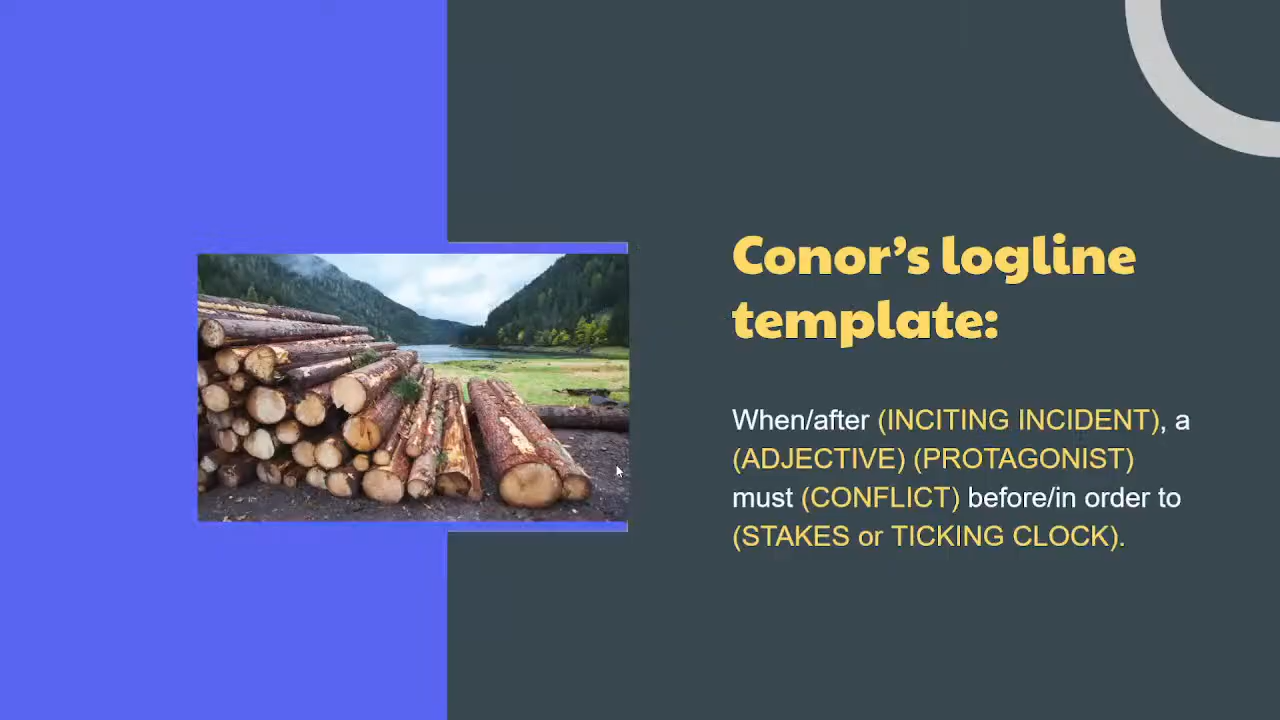 Conor’s logline
template:
When/after (INCITING INCIDENT), a
(ADJECTIVE) (PROTAGONIST)
must (CONFLICT) before/in order to
(STAKES or TICKING CLOCK).